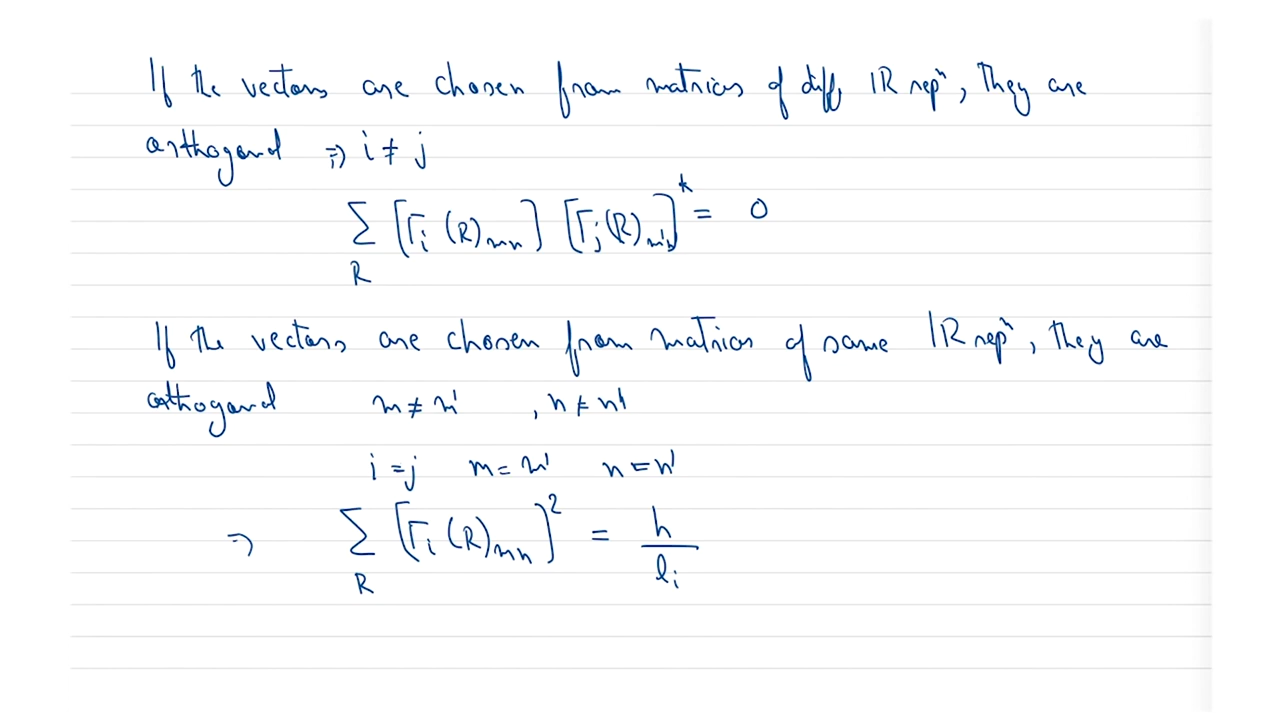 If the vectors are chosen from matrices of diff IR repⁿ, they are
orthogonal ⇒ i ≠ j
∑_R [Γ_i (R)_mn] [Γ_j (R)_m'n']* = 0
If the vectors are chosen from matrices of same IR repⁿ, they are
orthogonal m ≠ m' , n ≠ n'
i = j m = m' n = n'
⇒ ∑_R [Γ_i (R)_mn]² = h / l_i